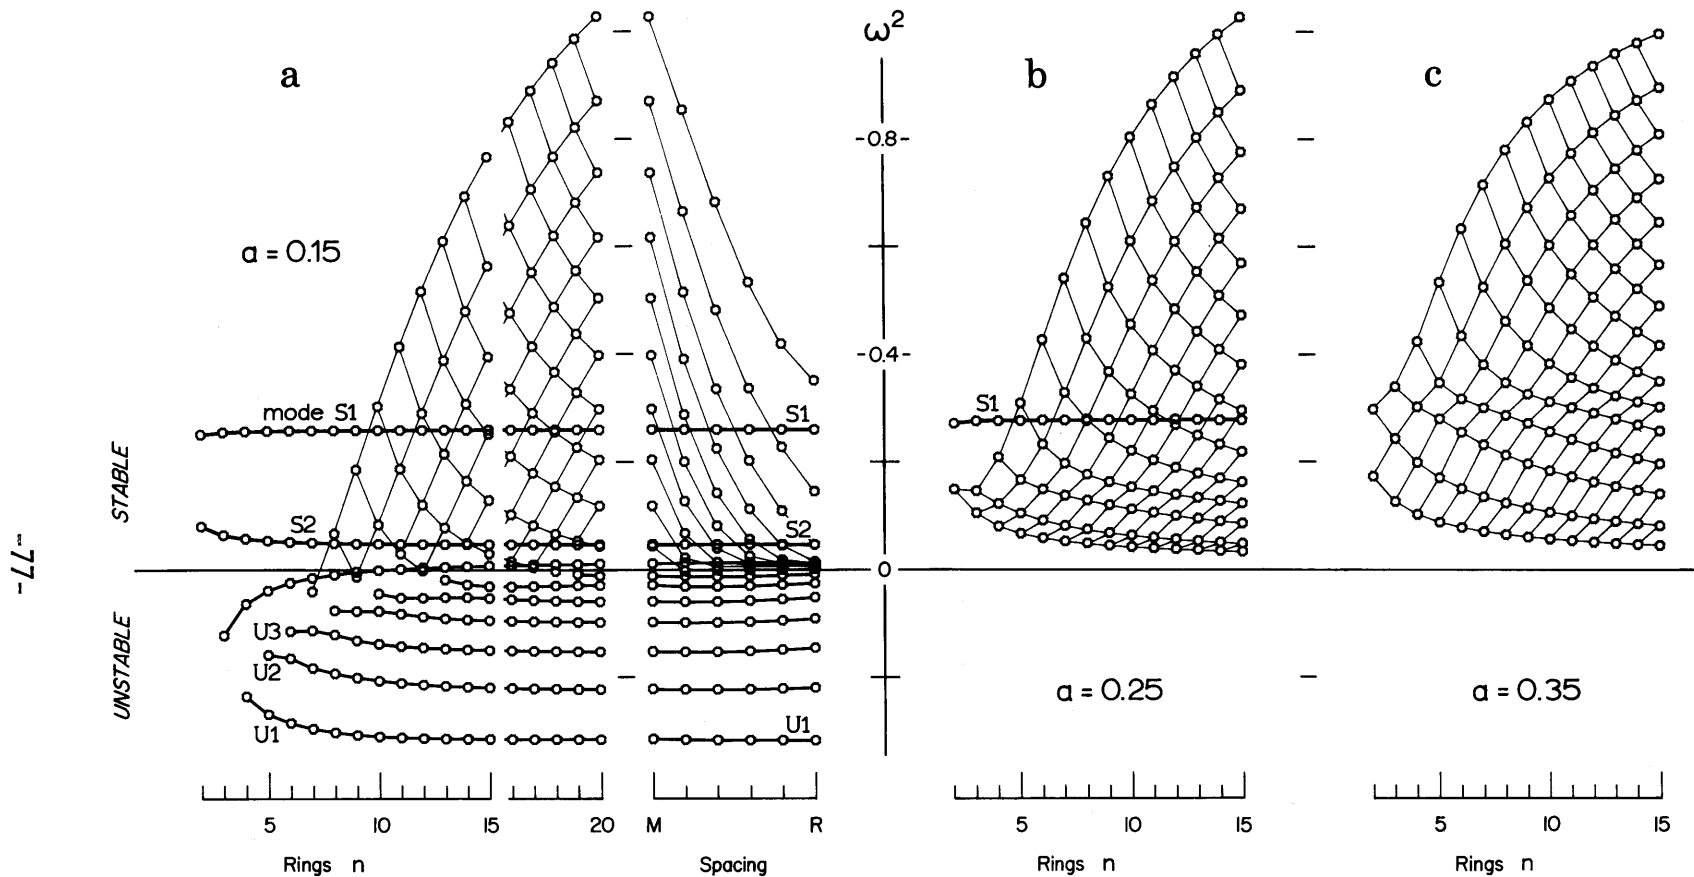 a
ω²
b
c
-0.8-
a = 0.15
-0.4-
mode S1
S1
S1
STABLE
S2
S2
0
-77-
UNSTABLE
U3
U2
a = 0.25
a = 0.35
U1
U1
5 10 15 20 M R 5 10 15 5 10 15
Rings n Spacing Rings n Rings n